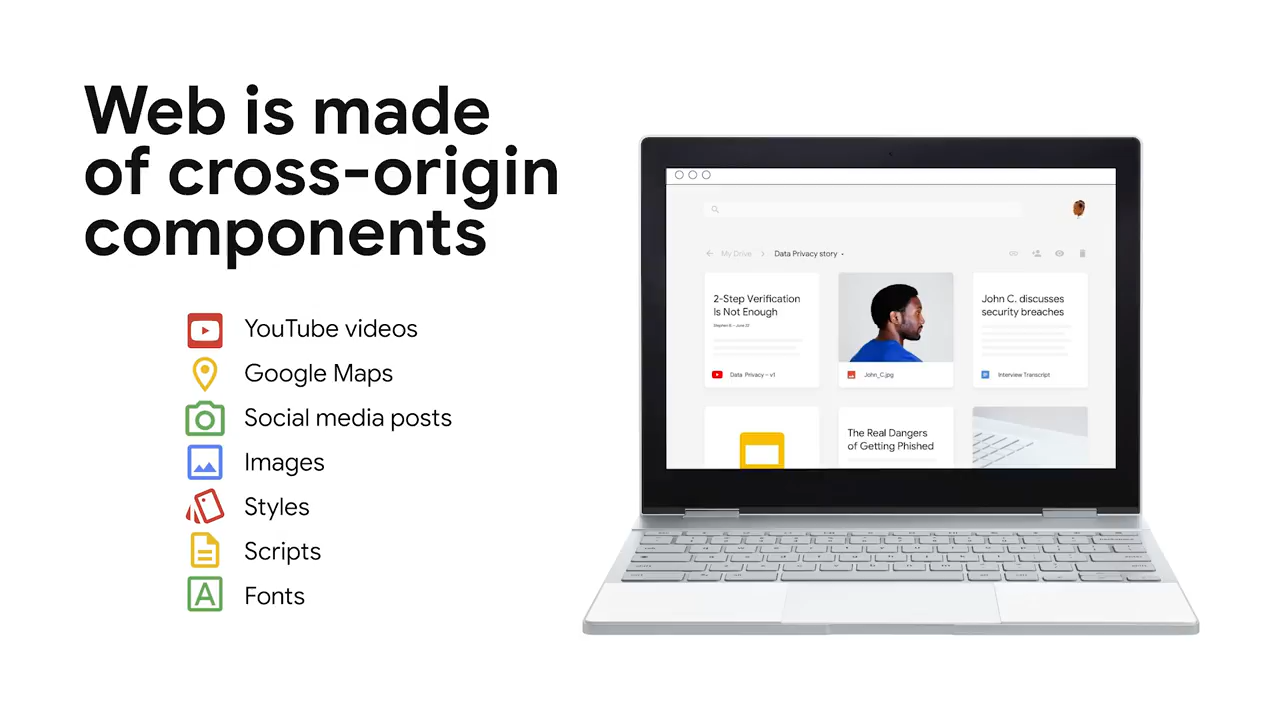 Web is made
of cross-origin
components
YouTube videos
Google Maps
Social media posts
Images
Styles
Scripts
Fonts
My Drive
Data Privacy story
2-Step Verification
Is Not Enough
Data Privacy – v1
John_C.jpg
John C. discusses
security breaches
Interview Transcript
The Real Dangers
of Getting Phished